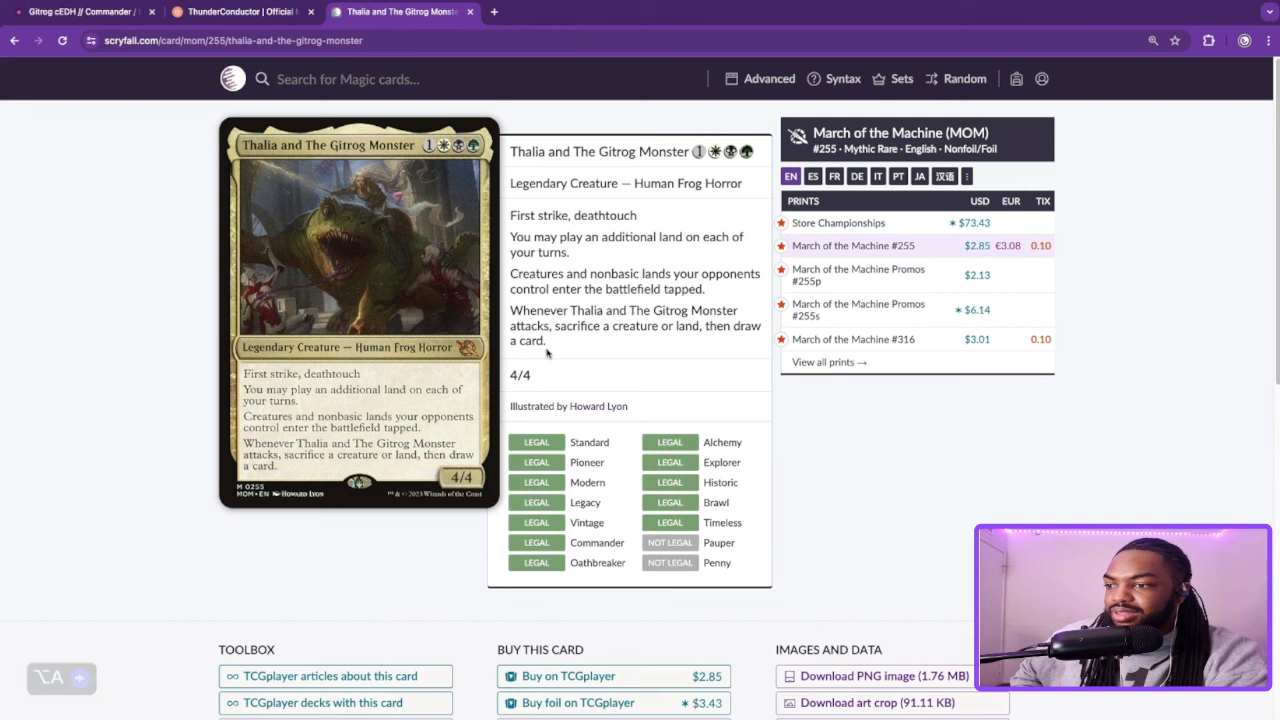 Gitrog cEDH // Commander /
ThunderConductor | Official
Thalia and The Gitrog Monste
scryfall.com/card/mom/255/thalia-and-the-gitrog-monster
Search for Magic cards...
Advanced
Syntax
Sets
Random
Thalia and The Gitrog Monster 1
Legendary Creature — Human Frog Horror
First strike, deathtouch
You may play an additional land on each of
your turns.
Creatures and nonbasic lands your opponents
control enter the battlefield tapped.
Whenever Thalia and The Gitrog Monster
attacks, sacrifice a creature or land, then draw
a card.
4/4
M 0255
MOM • EN Howard Lyon
™ & © 2023 Wizards of the Coast
Thalia and The Gitrog Monster 1
Legendary Creature — Human Frog Horror
First strike, deathtouch
You may play an additional land on each of
your turns.
Creatures and nonbasic lands your opponents
control enter the battlefield tapped.
Whenever Thalia and The Gitrog Monster
attacks, sacrifice a creature or land, then draw
a card.
4/4
Illustrated by Howard Lyon
LEGAL Standard LEGAL Alchemy
LEGAL Pioneer LEGAL Explorer
LEGAL Modern LEGAL Historic
LEGAL Legacy LEGAL Brawl
LEGAL Vintage LEGAL Timeless
LEGAL Commander NOT LEGAL Pauper
LEGAL Oathbreaker NOT LEGAL Penny
March of the Machine (MOM)
#255 · Mythic Rare · English · Nonfoil/Foil
EN ES FR DE IT PT JA 汉语
PRINTS USD EUR TIX
Store Championships ✶ $73.43
March of the Machine #255 $2.85 €3.08 0.10
March of the Machine Promos
#255p $2.13
March of the Machine Promos
#255s ✶ $6.14
March of the Machine #316 $3.01 0.10
View all prints →
TOOLBOX
TCGplayer articles about this card
TCGplayer decks with this card
BUY THIS CARD
Buy on TCGplayer $2.85
Buy foil on TCGplayer ✶ $3.43
IMAGES AND DATA
Download PNG image (1.76 MB)
Download art crop (91.11 KB)
⌥A